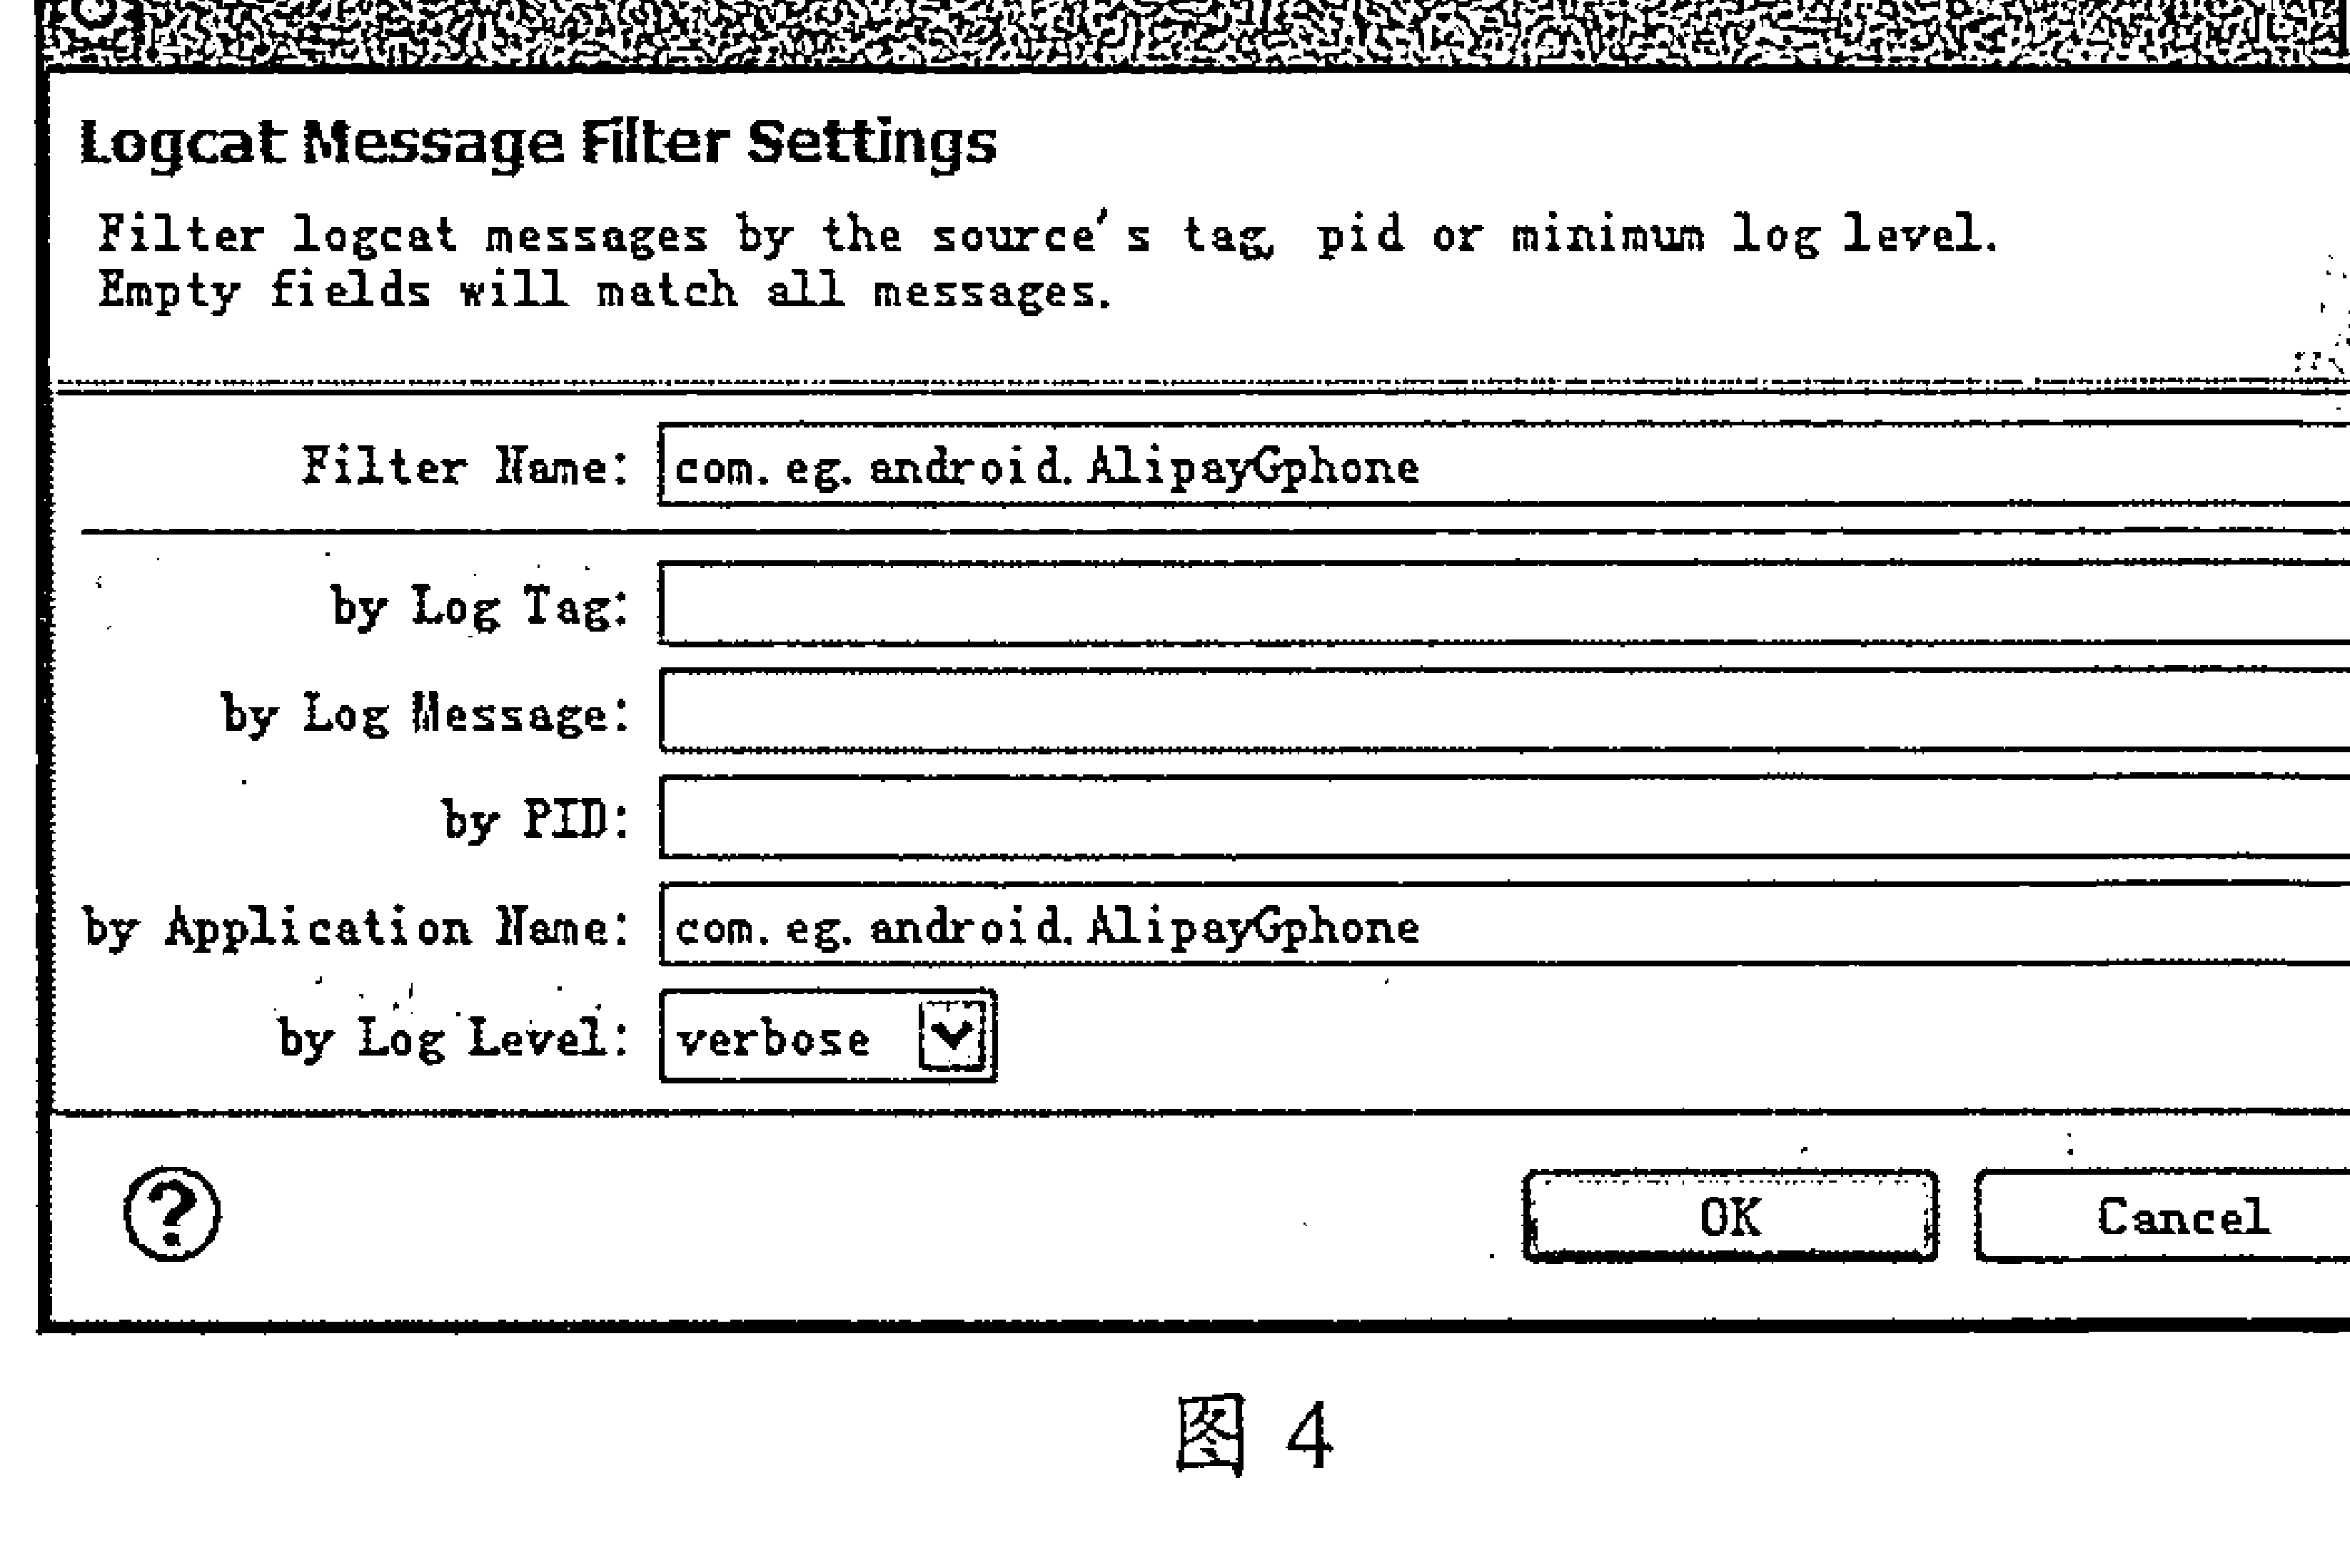 Logcat Message Filter Settings
Filter logcat messages by the source's tag, pid or minimum log level.
Empty fields will match all messages.
Filter Name: com.eg.android.AlipayGphone
by Log Tag:
by Log Message:
by PID:
by Application Name: com.eg.android.AlipayGphone
by Log Level: verbose
?
OK Cancel
图 4